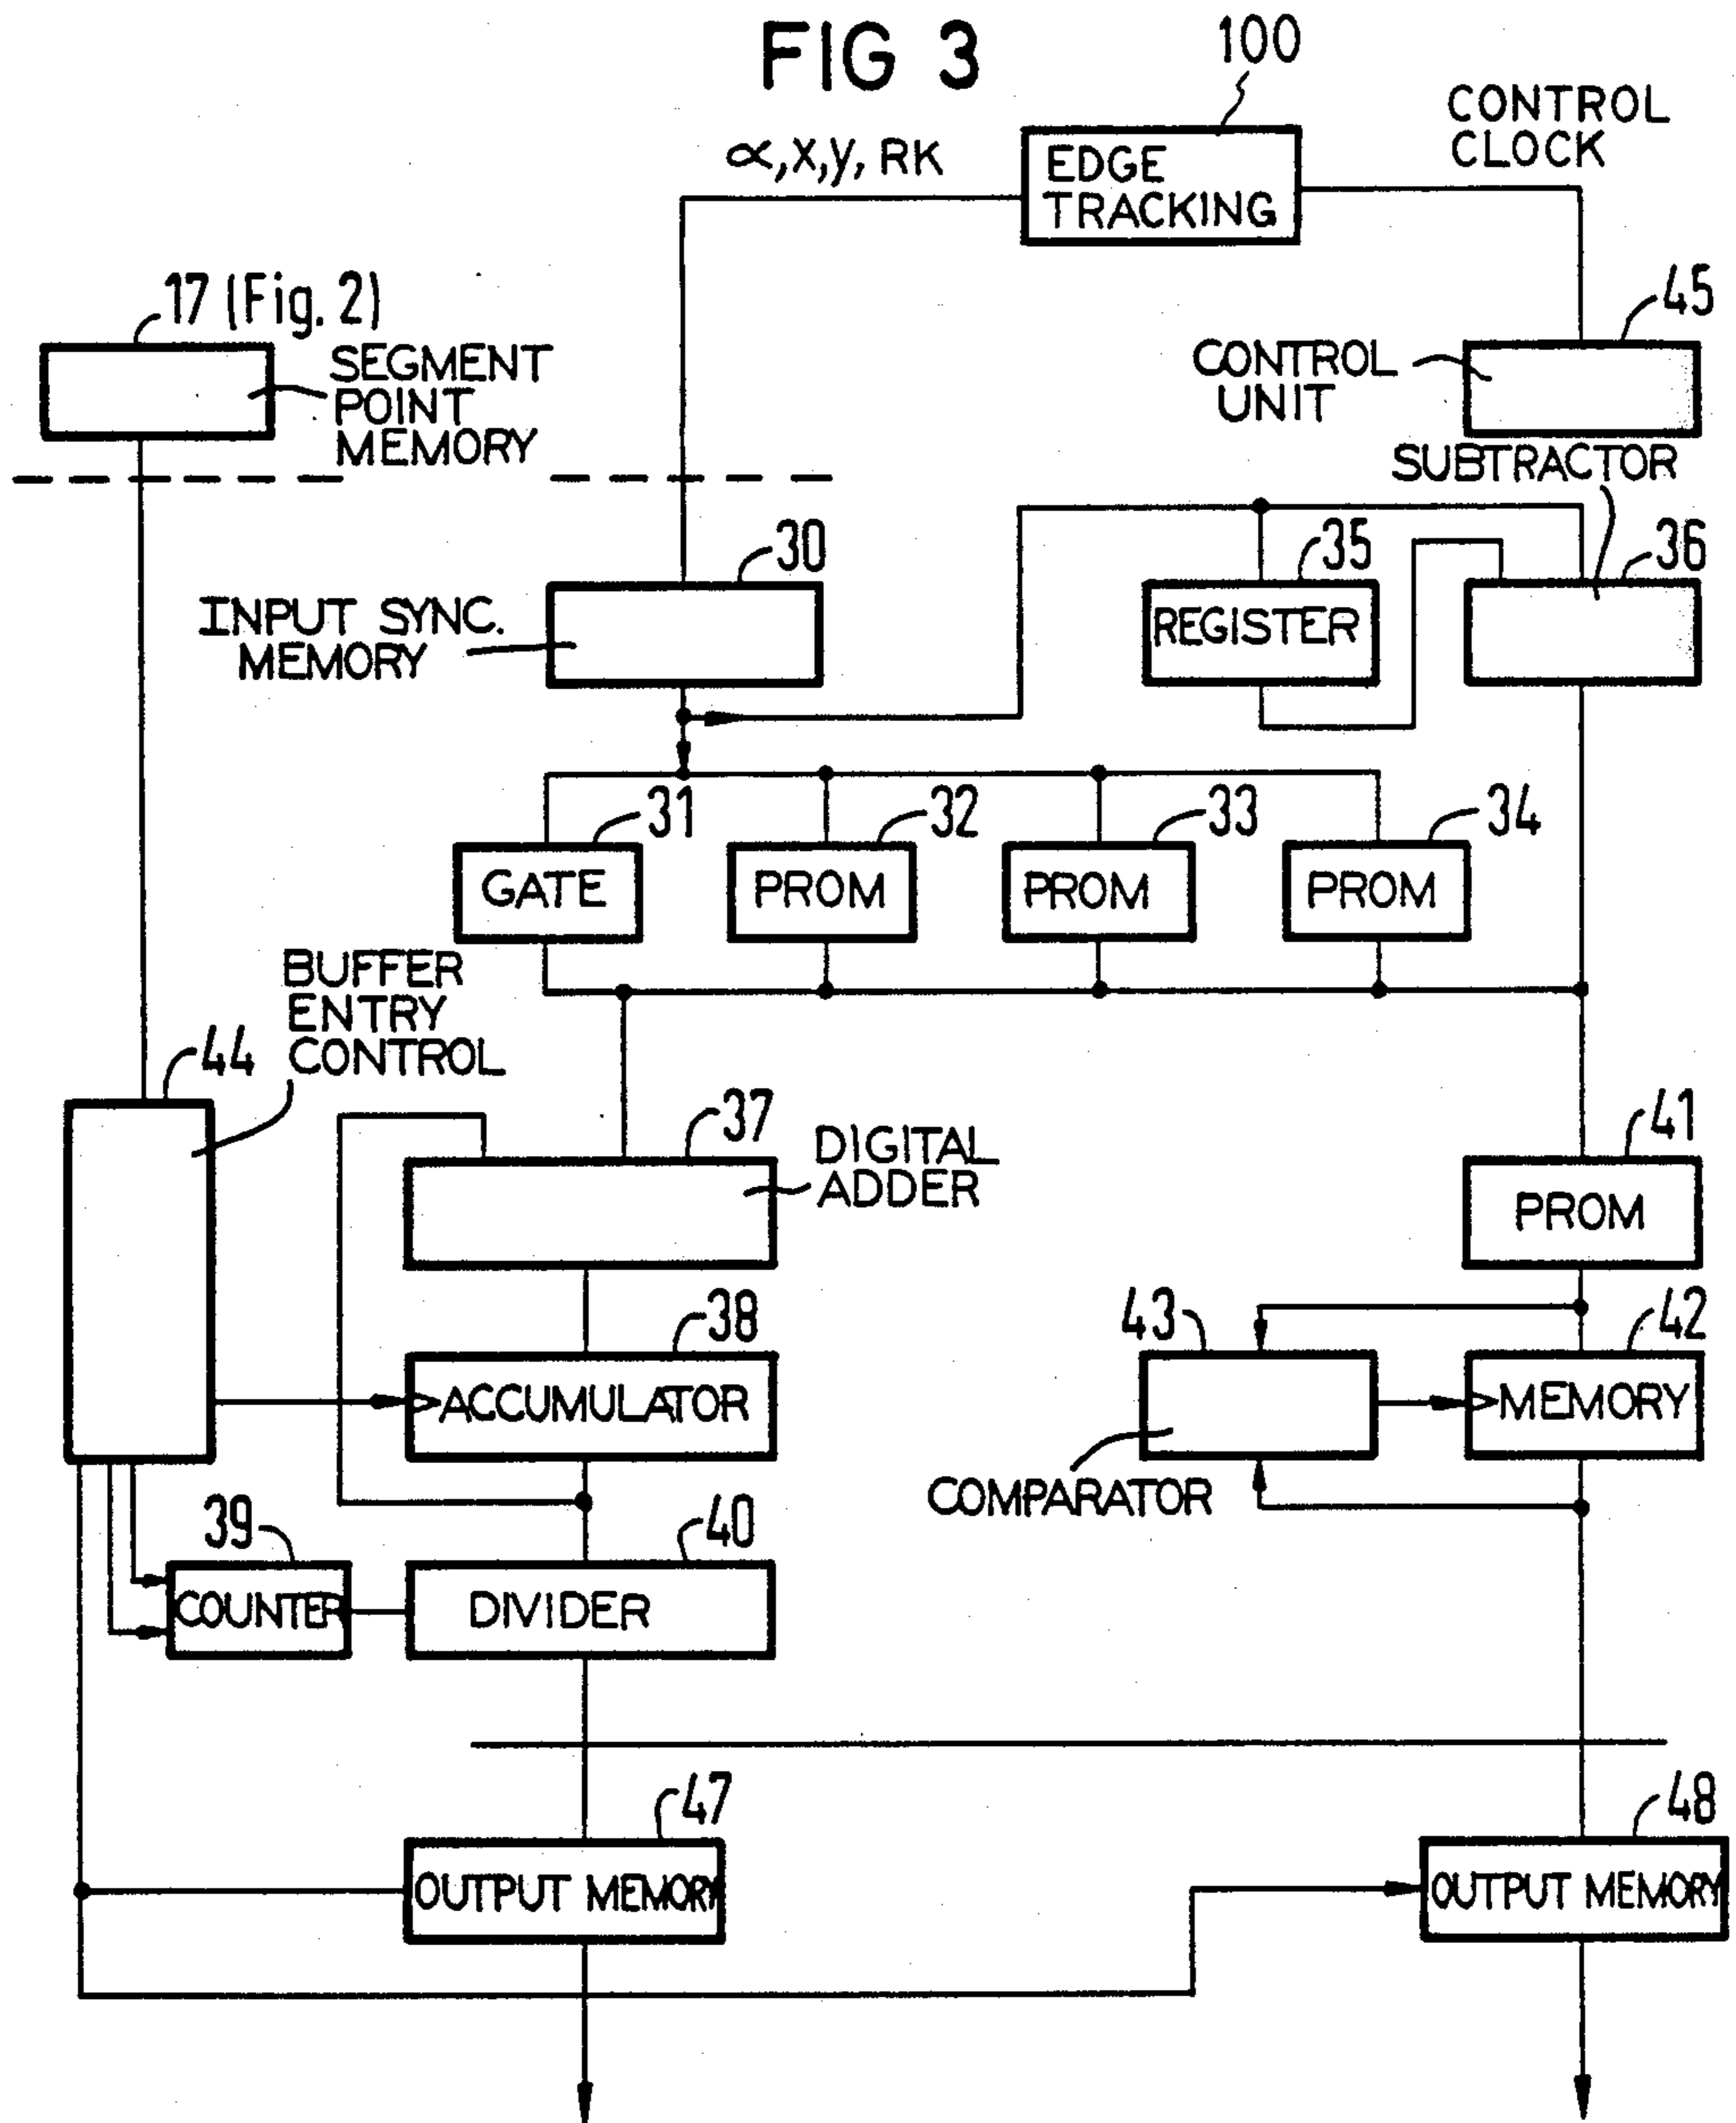 FIG 3
100
CONTROL
CLOCK
α, x, y, RK
EDGE
TRACKING
17 (Fig. 2)
SEGMENT
POINT
MEMORY
45
CONTROL
UNIT
SUBTRACTOR
30
INPUT SYNC.
MEMORY
35
REGISTER
36
31
GATE
32
PROM
33
PROM
34
PROM
BUFFER
ENTRY
CONTROL
44
37
DIGITAL
ADDER
41
PROM
38
ACCUMULATOR
43
COMPARATOR
42
MEMORY
39
COUNTER
40
DIVIDER
47
OUTPUT MEMORY
48
OUTPUT MEMORY